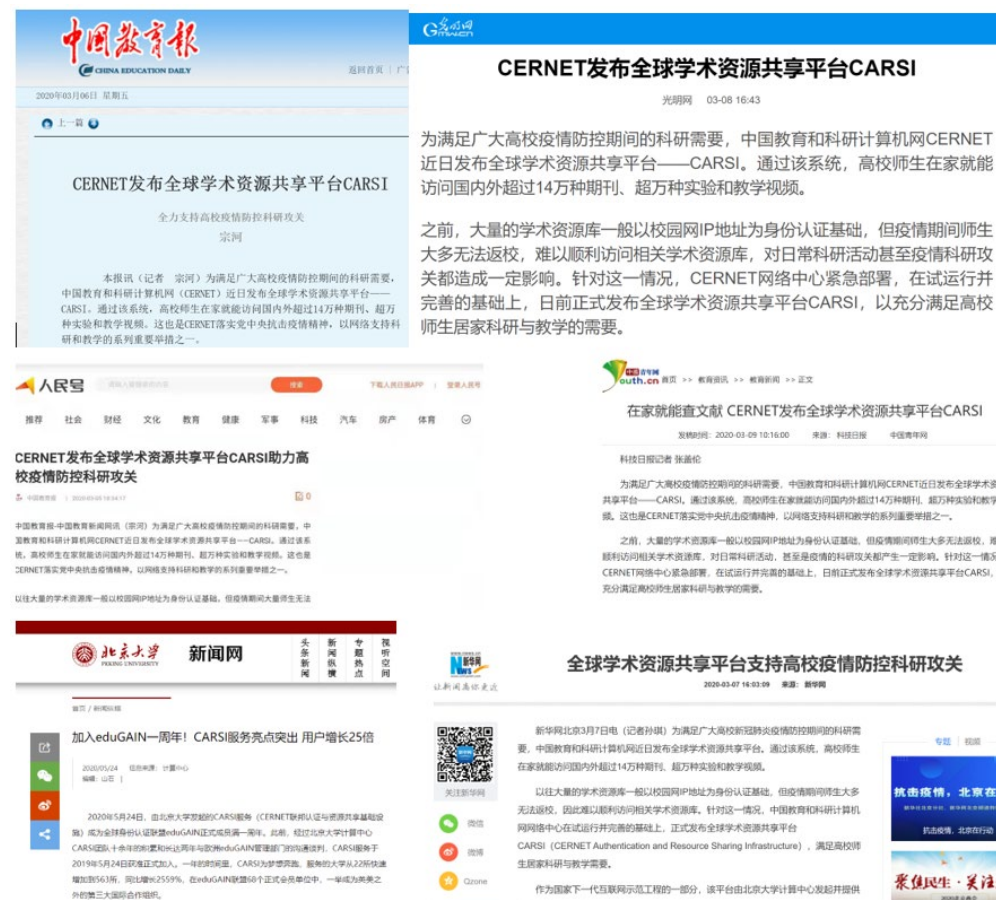 中国教育報
CHINA EDUCATION DAILY
返回首页 |
2020年03月06日 星期五
上一篇
CERNET发布全球学术资源共享平台CARSI
全力支持高校疫情防控科研攻关
宗河
本报讯（记者 宗河）为满足广大高校疫情防控期间的科研需要，
中国教育和科研计算机网（CERNET）近日发布全球学术资源共享平台——
CARSI。通过该系统，高校师生在家就能访问国内外超过14万种期刊、超万
种实验和教学视频。这也是CERNET落实党中央抗击疫情精神，以网络支持科
研和教学的系列重要举措之一。
光明网
Gmw.cn
CERNET发布全球学术资源共享平台CARSI
光明网 03-08 16:43
为满足广大高校疫情防控期间的科研需要，中国教育和科研计算机网CERNET
近日发布全球学术资源共享平台——CARSI。通过该系统，高校师生在家就能
访问国内外超过14万种期刊、超万种实验和教学视频。
之前，大量的学术资源库一般以校园网IP地址为身份认证基础，但疫情期间师生
大多无法返校，难以顺利访问相关学术资源库，对日常科研活动甚至疫情科研攻
关都造成一定影响。针对这一情况，CERNET网络中心紧急部署，在试运行并
完善的基础上，日前正式发布全球学术资源共享平台CARSI，以充分满足高校
师生居家科研与教学的需要。
人民号
搜索
下载人民日报APP | 登录人民号
推荐 社会 财经 文化 教育 健康 军事 科技 汽车 房产 体育
CERNET发布全球学术资源共享平台CARSI助力高
校疫情防控科研攻关
中国教育报 |
0
中国教育报-中国教育新闻网讯（宗河）为满足广大高校疫情防控期间的科研需要，中
国教育和科研计算机网CERNET近日发布全球学术资源共享平台——CARSI。通过该系
统，高校师生在家就能访问国内外超过14万种期刊、超万种实验和教学视频。这也是
CERNET落实党中央抗击疫情精神，以网络支持科研和教学的系列重要举措之一。
以往大量的学术资源库一般以校园网IP地址为身份认证基础，但疫情期间大量师生无法
中国青年网
Youth.cn 首页 >> 教育资讯 >> 教育新闻 >> 正文
在家就能查文献 CERNET发布全球学术资源共享平台CARSI
发稿时间：2020-03-09 10:16:00 来源：科技日报 中国青年网
科技日报记者 张盖伦
为满足广大高校疫情防控期间的科研需要，中国教育和科研计算机网CERNET近日发布全球学术资
共享平台——CARSI。通过该系统，高校师生在家就能访问国内外超过14万种期刊、超万种实验和教学
频。这也是CERNET落实党中央抗击疫情精神，以网络支持科研和教学的系列重要举措之一。
之前，大量的学术资源库一般以校园网IP地址为身份认证基础，但疫情期间师生大多无法返校，难
顺利访问相关学术资源库，对日常科研活动，甚至是疫情的科研攻关都产生一定影响。针对这一情况
CERNET网络中心紧急部署，在试运行并完善的基础上，日前正式发布全球学术资源共享平台CARSI，
充分满足高校师生居家科研与教学的需要。
北京大学
PEKING UNIVERSITY
新闻网
头条新闻
新闻纵横
专题热点
视听空间
首页 / 新闻纵横
加入eduGAIN一周年！CARSI服务亮点突出 用户增长25倍
2020/05/24 信息来源：计算中心
编辑：山石 |
2020年5月24日，由北京大学发起的CARSI服务（CERNET联邦认证与资源共享基础设
施）成为全球身份认证联盟eduGAIN正式成员满一周年。此前，经过北京大学计算中心
CARSI团队十余年的积累和长达两年与欧洲eduGAIN管理部门的沟通谈判，CARSI服务于
2019年5月24日获准正式加入。一年的时间里，CARSI为梦想奔跑，服务的大学从22所快速
增加到563所，同比增长2559%，在eduGAIN联盟68个正式会员单位中，一举成为英美之
外的第三大国际合作组织。
新华网
News
让新闻离你更近
全球学术资源共享平台支持高校疫情防控科研攻关
2020-03-07 16:03:09 来源：新华网
关注新华网
微信
微博
Qzone
新华网北京3月7日电（记者孙琪）为满足广大高校新冠肺炎疫情防控期间的科研需
要，中国教育和科研计算机网近日发布全球学术资源共享平台。通过该系统，高校师生
在家就能访问国内外超过14万种期刊、超万种实验和教学视频。
以往大量的学术资源库一般以校园网IP地址为身份认证基础，但疫情期间师生大多
无法返校，因此难以顺利访问相关学术资源库。针对这一情况，中国教育和科研计算机
网网络中心在试运行并完善的基础上，正式发布全球学术资源共享平台
CARSI（CERNET Authentication and Resource Sharing Infrastructure），满足高校师
生居家科研与教学需要。
作为国家下一代互联网示范工程的一部分，该平台由北京大学计算中心发起并提供
专题 | 视频
抗击疫情，北京在
抗击疫情，北京在行动
聚焦民生·关注